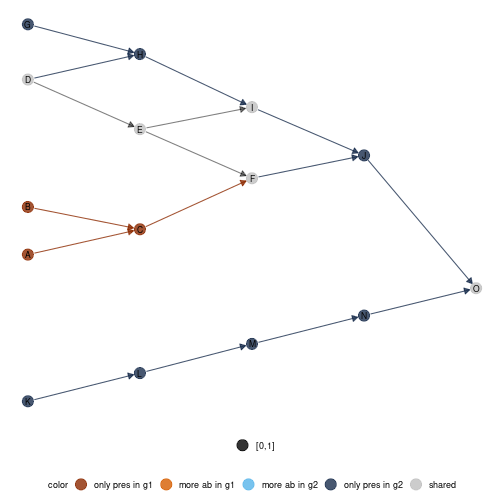 G
H
D
I
E
J
F
B
C
A
O
N
M
L
K
[0,1]
color only pres in g1 more ab in g1 more ab in g2 only pres in g2 shared